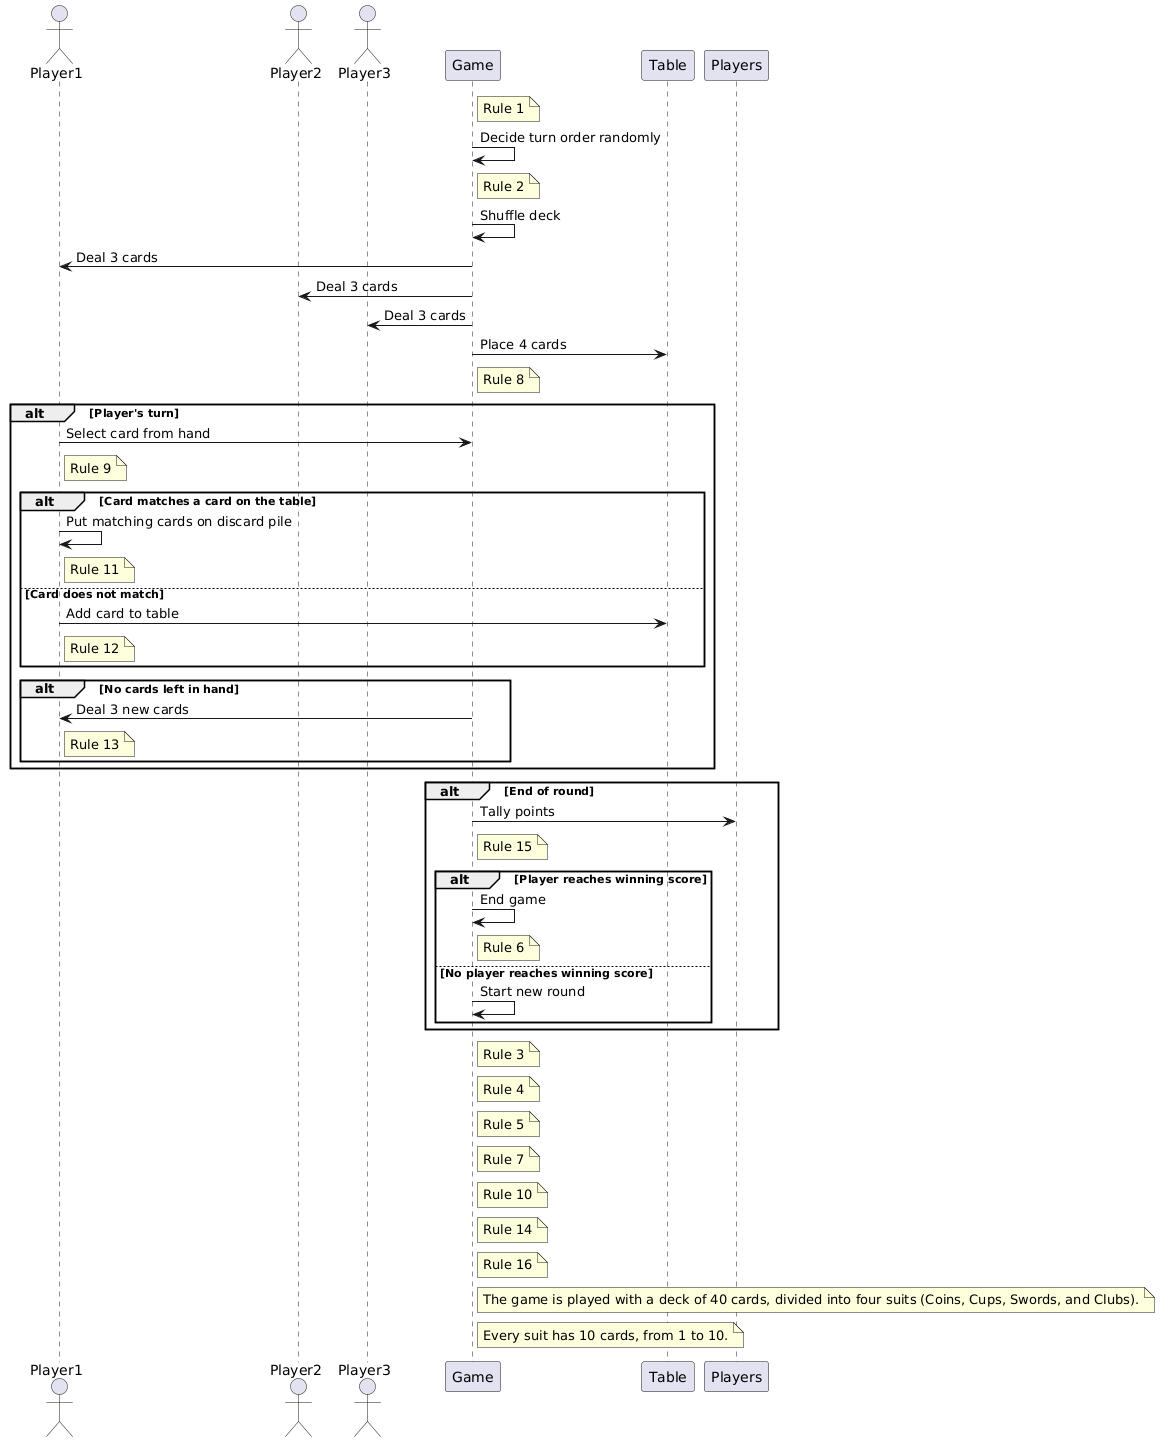 Player1
Player2
Player3
Game
Table
Players
Rule 1
Decide turn order randomly
Rule 2
Shuffle deck
Deal 3 cards
Deal 3 cards
Deal 3 cards
Place 4 cards
Rule 8
alt [Player's turn]
Select card from hand
Rule 9
alt [Card matches a card on the table]
Put matching cards on discard pile
Rule 11
[Card does not match]
Add card to table
Rule 12
alt [No cards left in hand]
Deal 3 new cards
Rule 13
alt [End of round]
Tally points
Rule 15
alt [Player reaches winning score]
End game
Rule 6
[No player reaches winning score]
Start new round
Rule 3
Rule 4
Rule 5
Rule 7
Rule 10
Rule 14
Rule 16
The game is played with a deck of 40 cards, divided into four suits (Coins, Cups, Swords, and Clubs).
Every suit has 10 cards, from 1 to 10.
Player1
Player2
Player3
Game
Table
Players